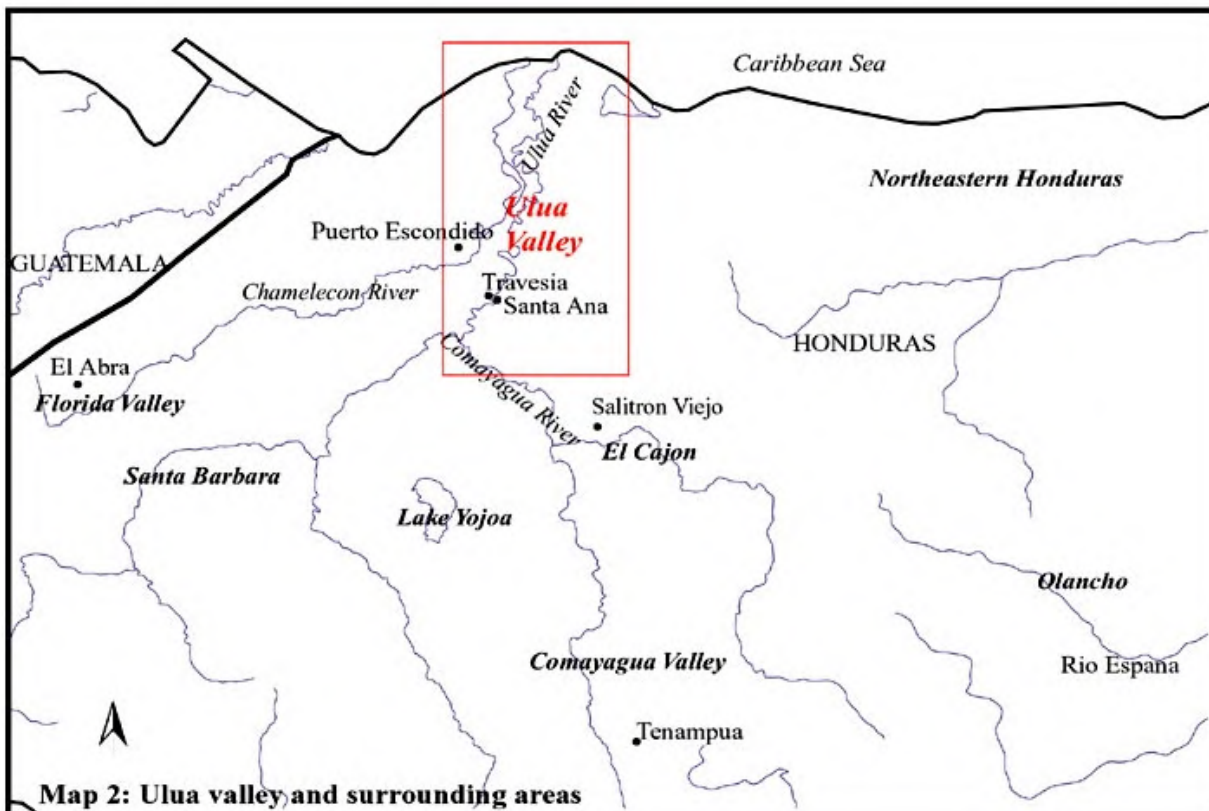 Caribbean Sea
Ulua River
Northeastern Honduras
Ulua
Valley
Puerto Escondido
GUATEMALA
Chamelecon River
Travesia
Santa Ana
HONDURAS
Comayagua River
El Abra
Florida Valley
Salitron Viejo
El Cajon
Santa Barbara
Lake Yojoa
Olancho
Comayagua Valley
Rio Espana
Tenampua
Map 2: Ulua valley and surrounding areas